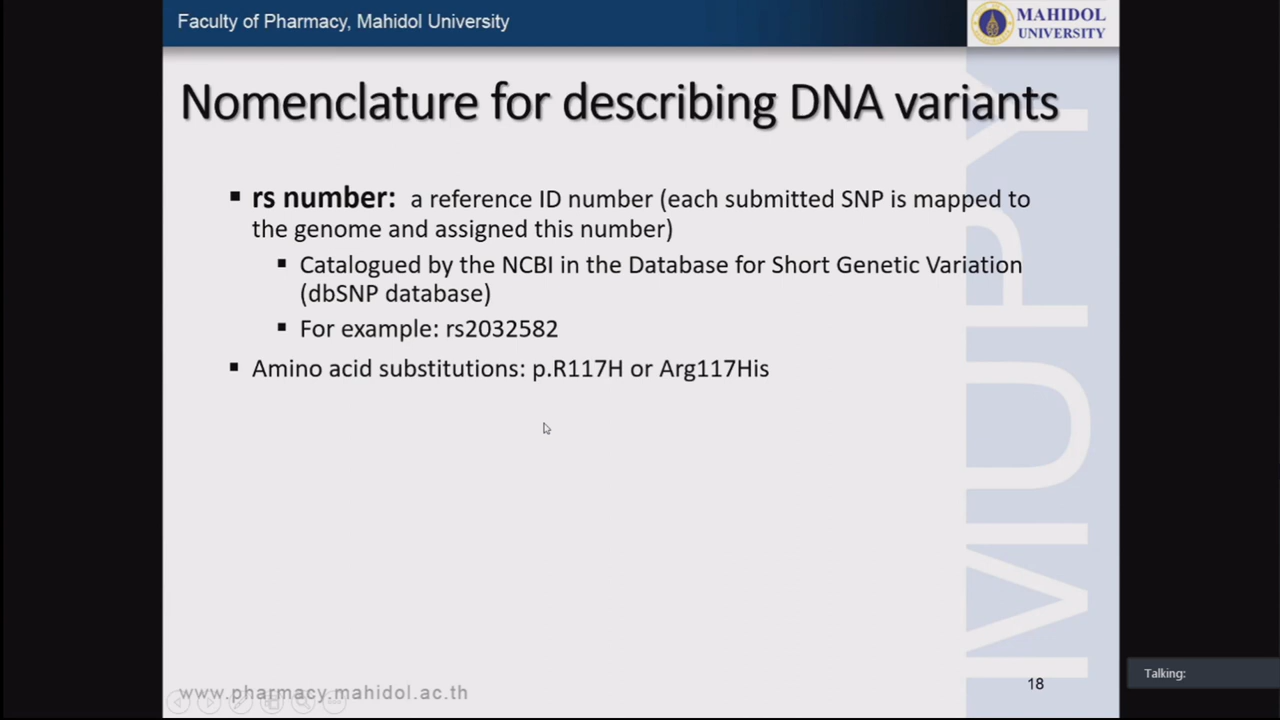 Faculty of Pharmacy, Mahidol University
MAHIDOL
UNIVERSITY
Nomenclature for describing DNA variants
▪ rs number: a reference ID number (each submitted SNP is mapped to
the genome and assigned this number)
▪ Catalogued by the NCBI in the Database for Short Genetic Variation
(dbSNP database)
▪ For example: rs2032582
▪ Amino acid substitutions: p.R117H or Arg117His
MUPY
www.pharmacy.mahidol.ac.th
18
Talking: